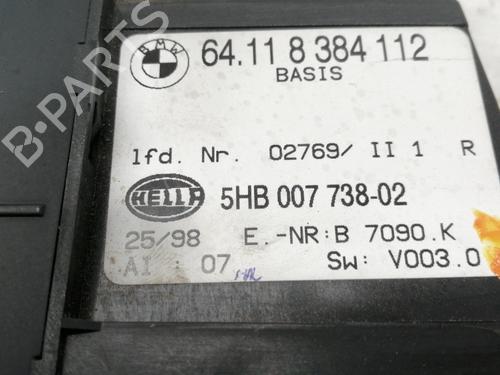 BMW
64.11 8 384 112
BASIS
lfd. Nr. 02769/ II 1 R
HELLA
5HB 007 738-02
25/98 E.-NR:B 7090.K
AI : 07 Sw: V003.0
B-PARTS